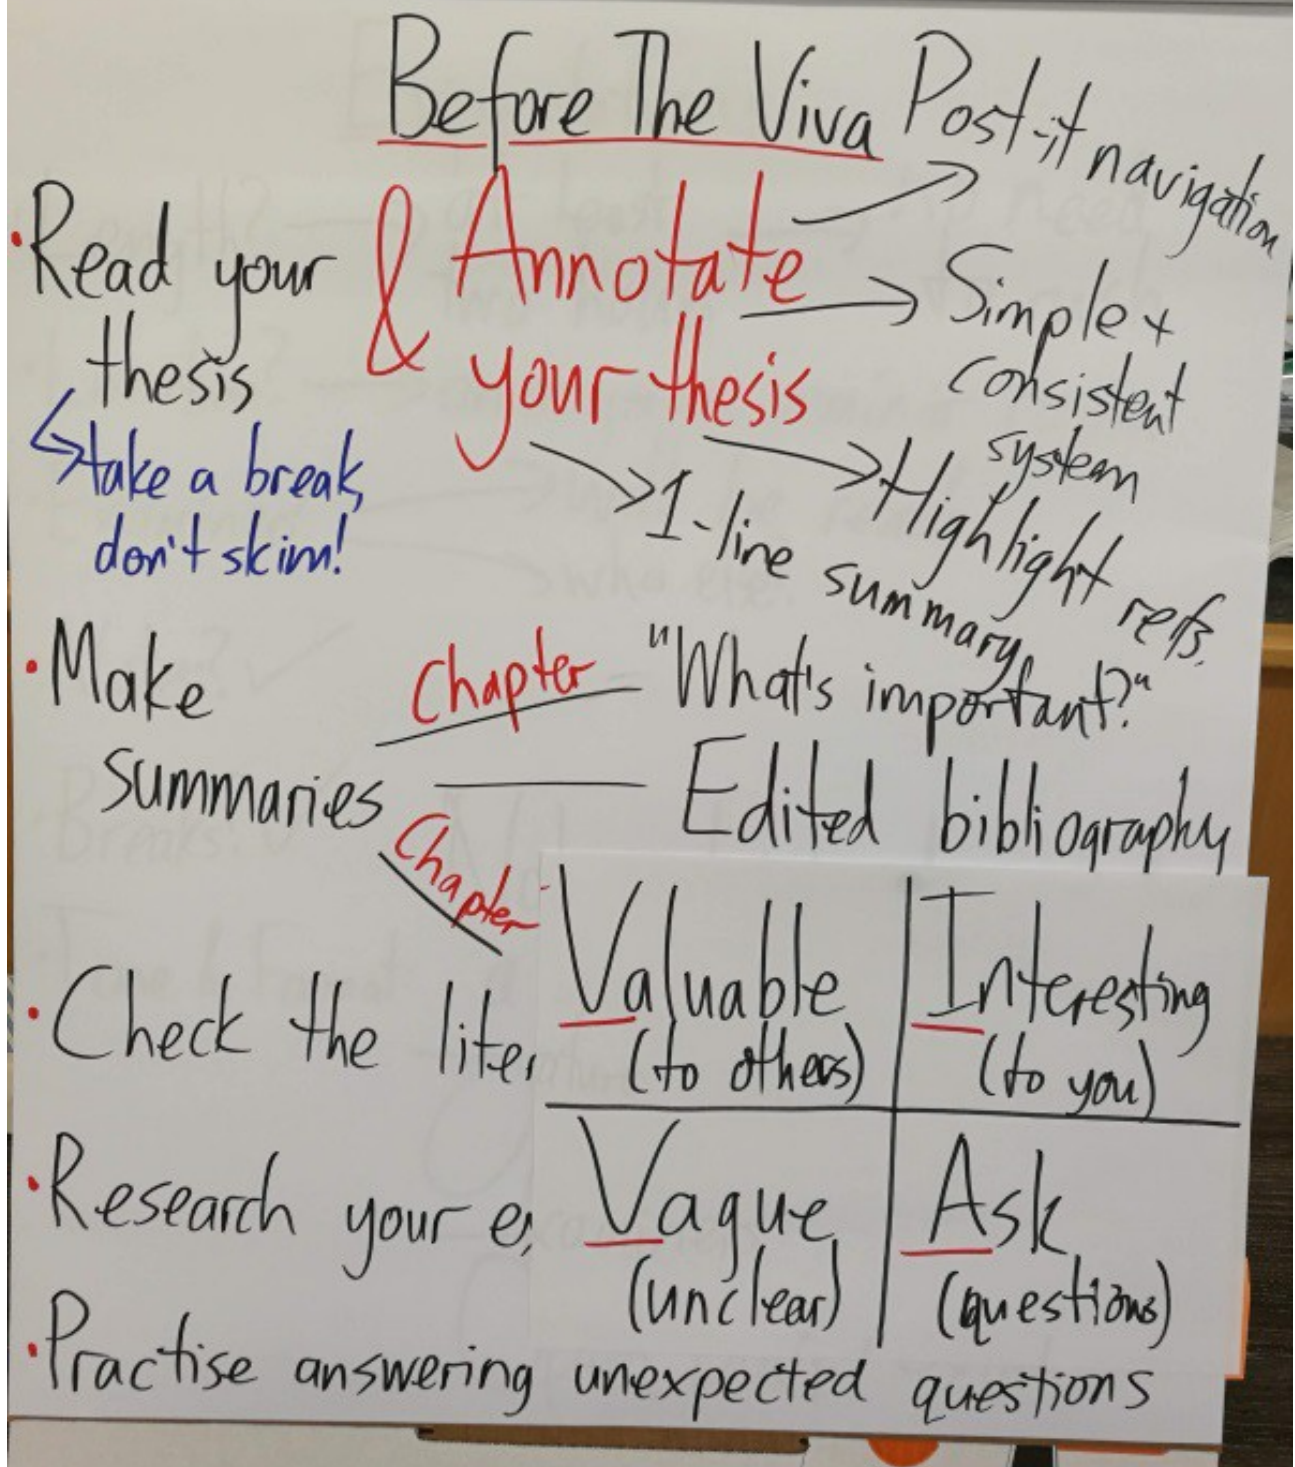 Before The Viva
• Read your
thesis
take a break,
don't skim!
& Annotate
your thesis
Post-it navigation
Simple +
consistent
system
Highlight refs.
1-line summary
• Make
summaries
Chapter
"What's important?"
Edited bibliography
Chapter
Valuable
(to others)
Interesting
(to you)
Vague
(unclear)
Ask
(questions)
• Check the liter
• Research your e
• Practise answering unexpected questions